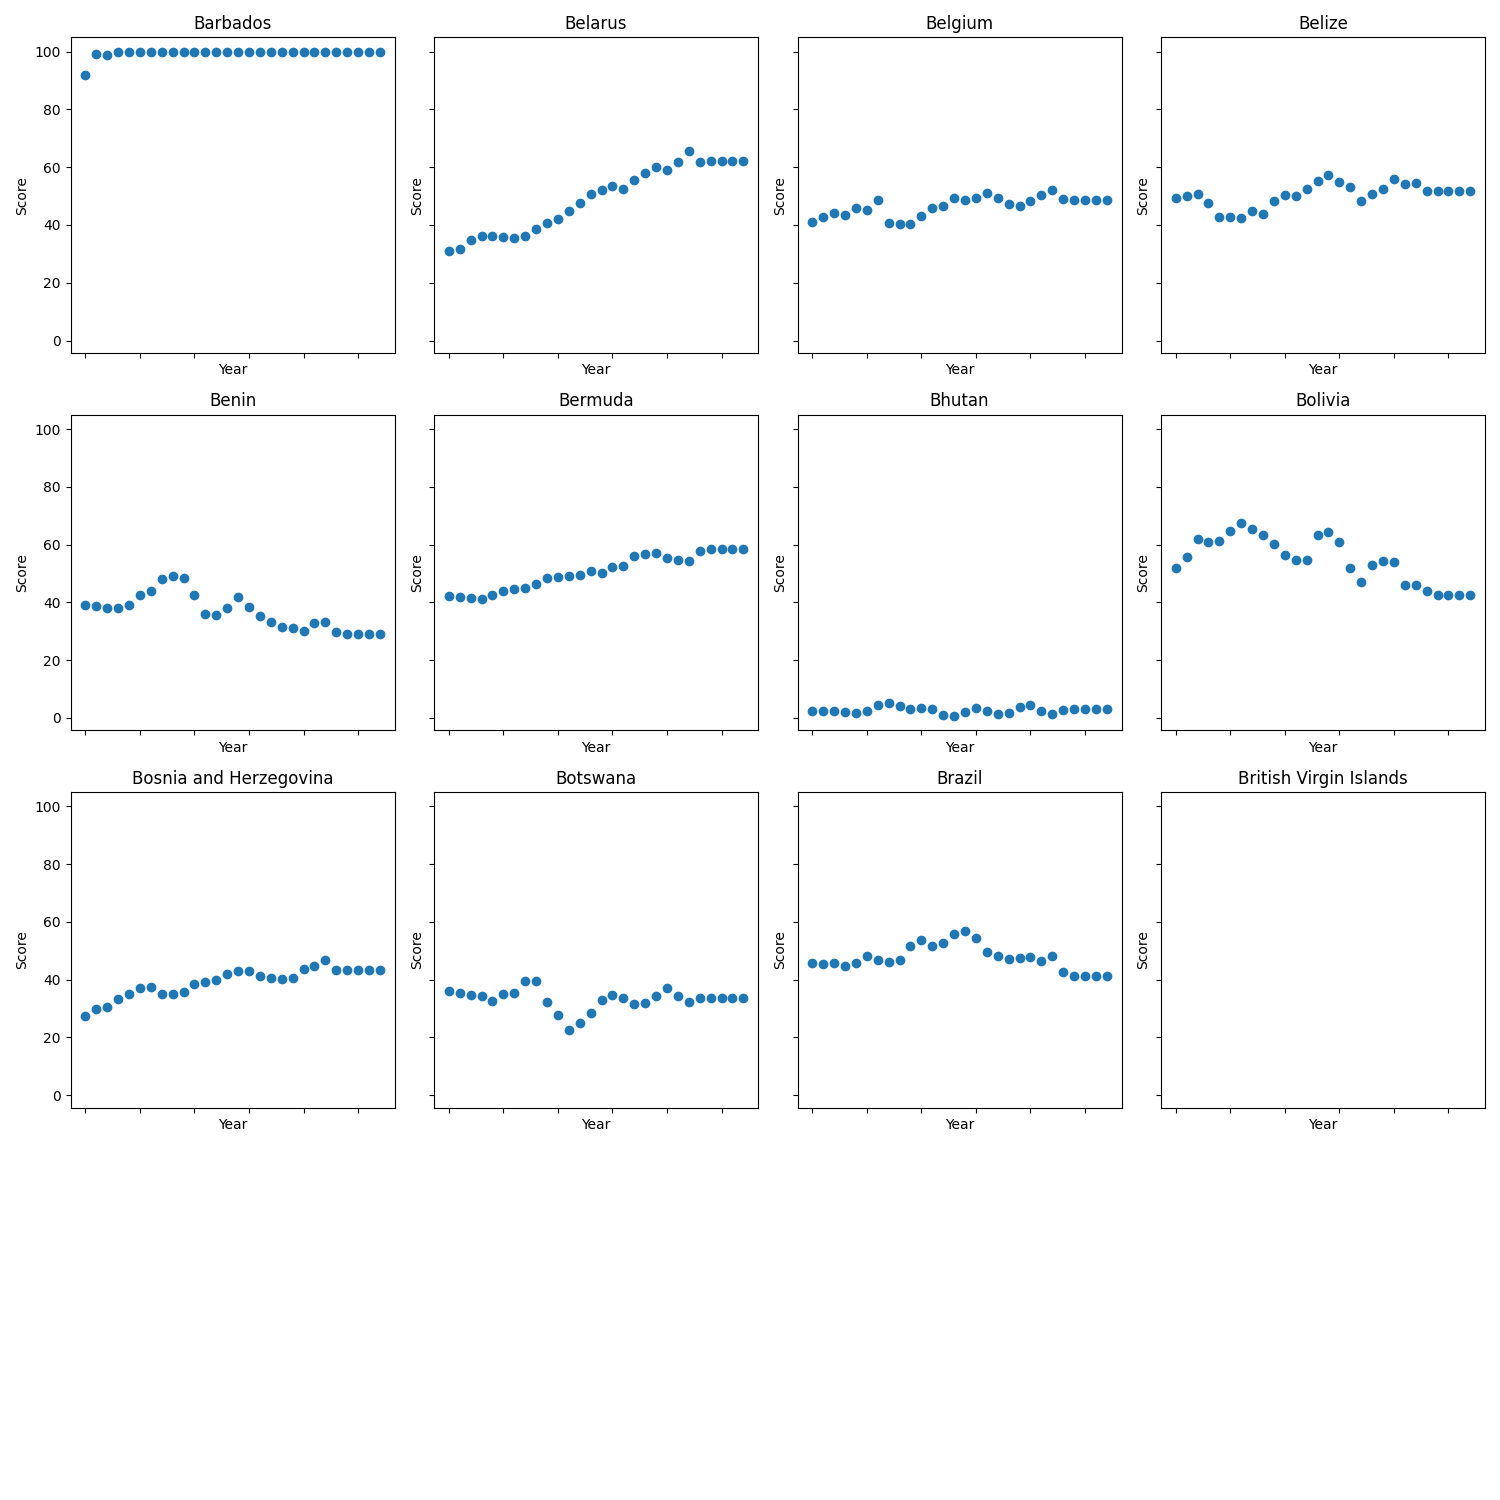 Barbados
Belarus
Belgium
Belize
100
80
60
40
20
0
Score
Score
Score
Score
Year
Year
Year
Year
Benin
Bermuda
Bhutan
Bolivia
100
80
60
40
20
0
Score
Score
Score
Score
Year
Year
Year
Year
Bosnia and Herzegovina
Botswana
Brazil
British Virgin Islands
100
80
60
40
20
0
Score
Score
Score
Score
Year
Year
Year
Year